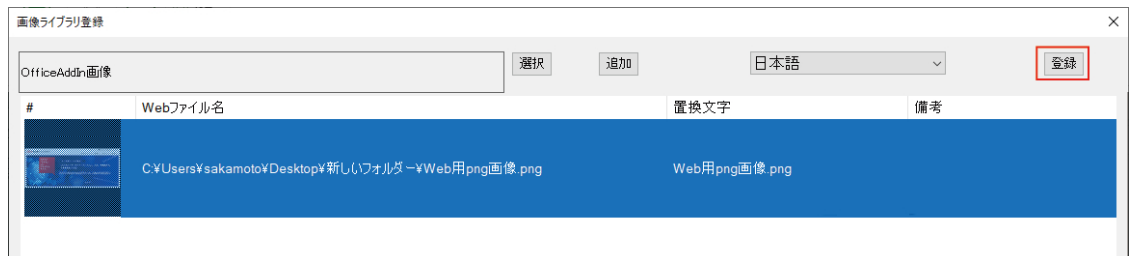 画像ライブラリ登録
OfficeAddIn画像 選択 追加 日本語 登録
# Webファイル名 置換文字 備考
C:¥Users¥sakamoto¥Desktop¥新しいフォルダー¥Web用png画像.png Web用png画像.png